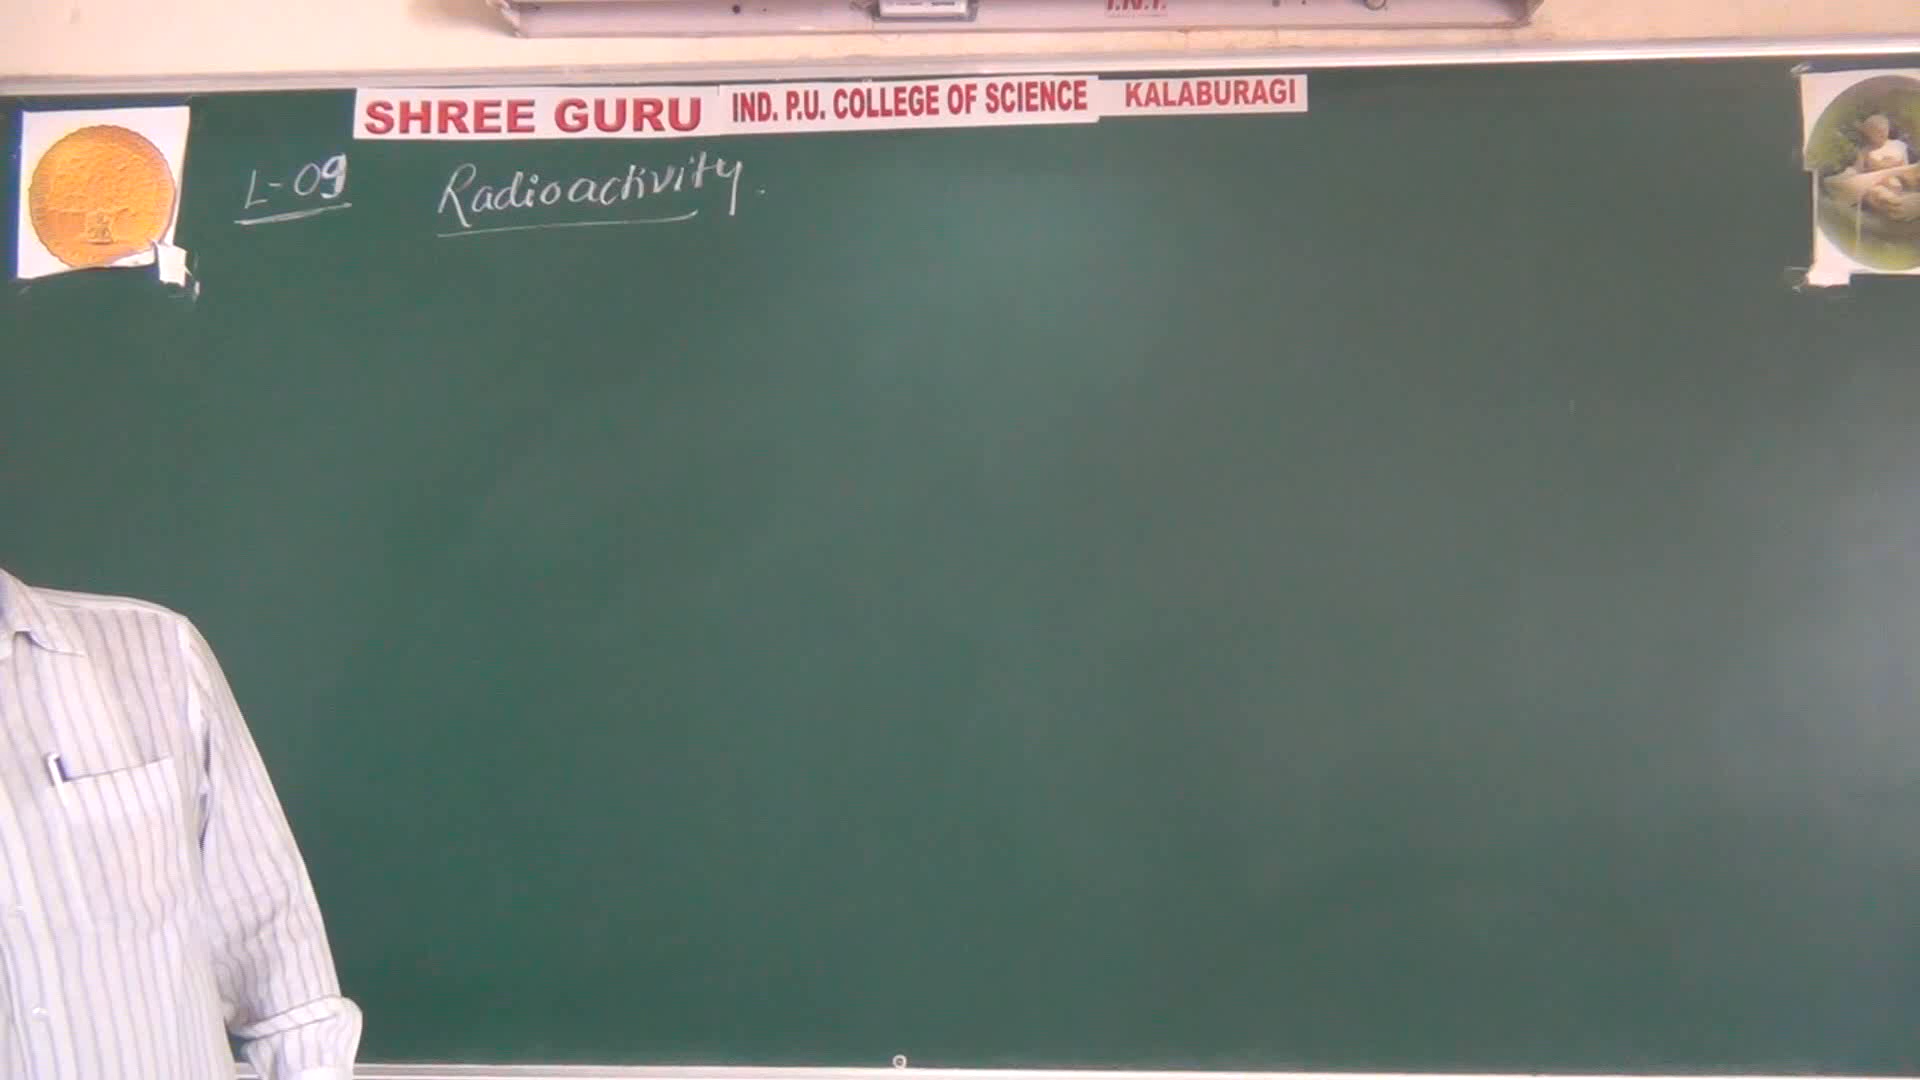 SHREE GURU IND. P.U. COLLEGE OF SCIENCE KALABURAGI
L-09 Radioactivity.